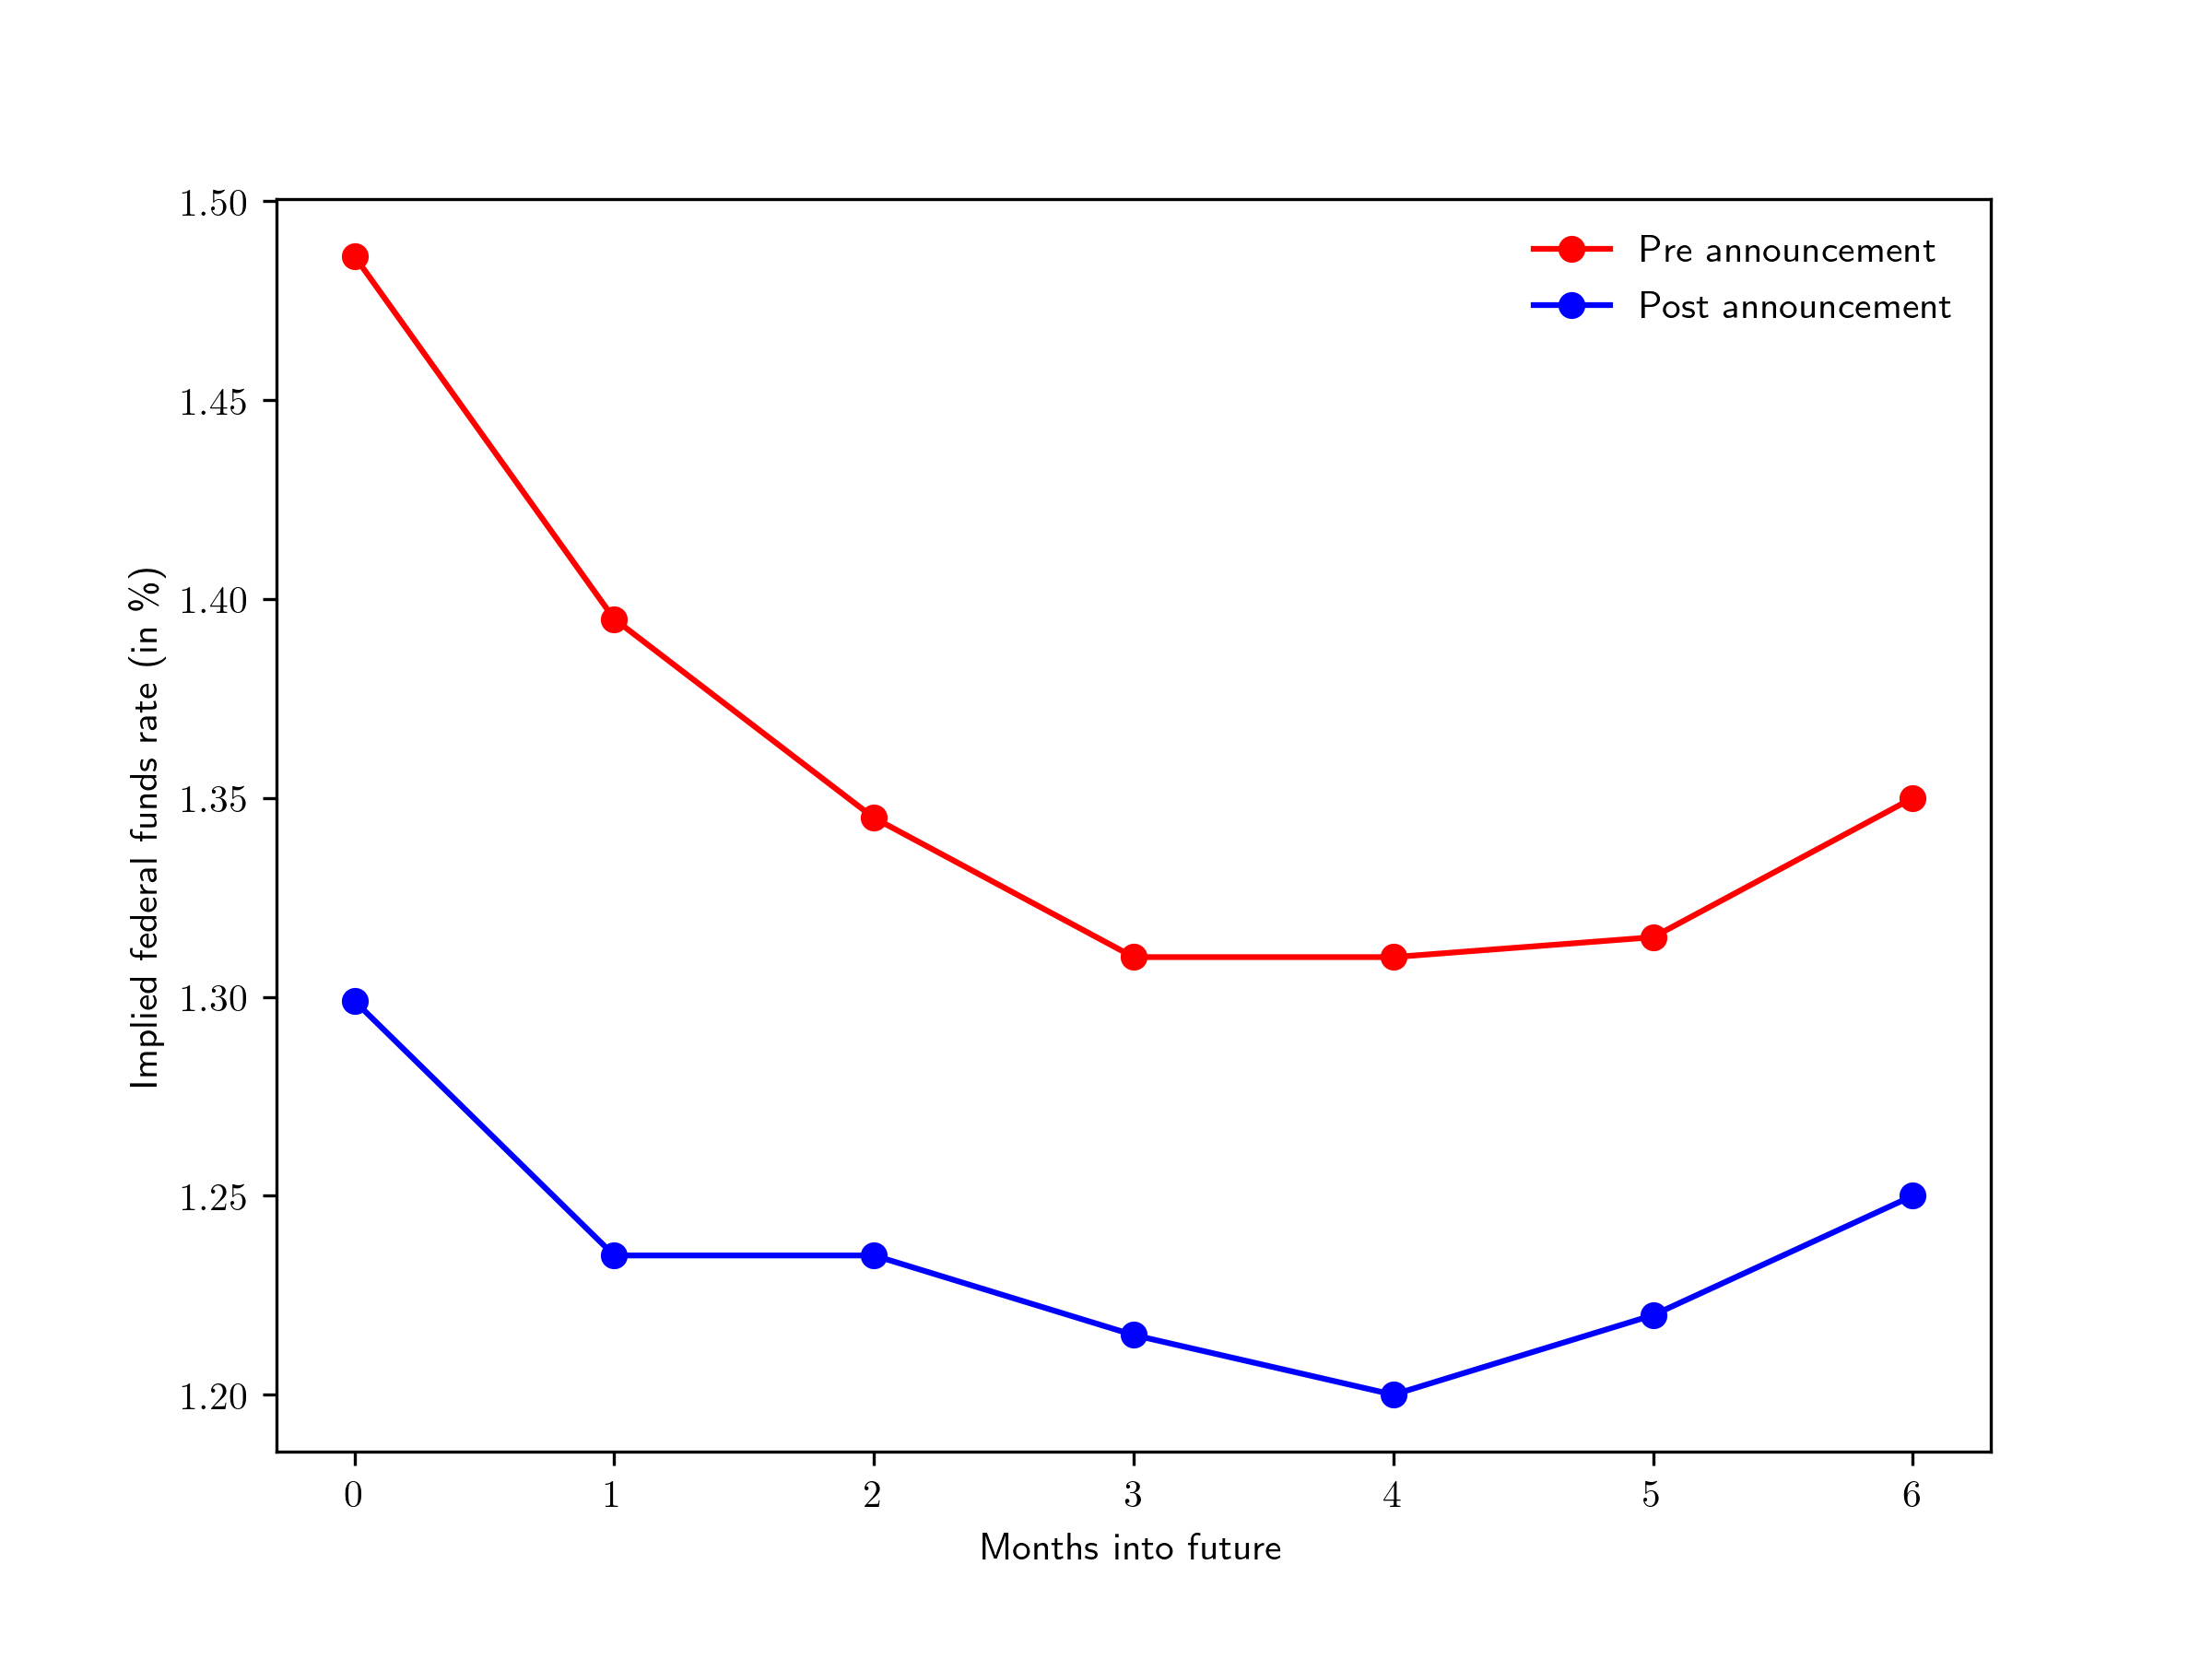 Pre announcement
Post announcement
1.50
1.45
1.40
1.35
1.30
1.25
1.20
Implied federal funds rate (in %)
0 1 2 3 4 5 6
Months into future